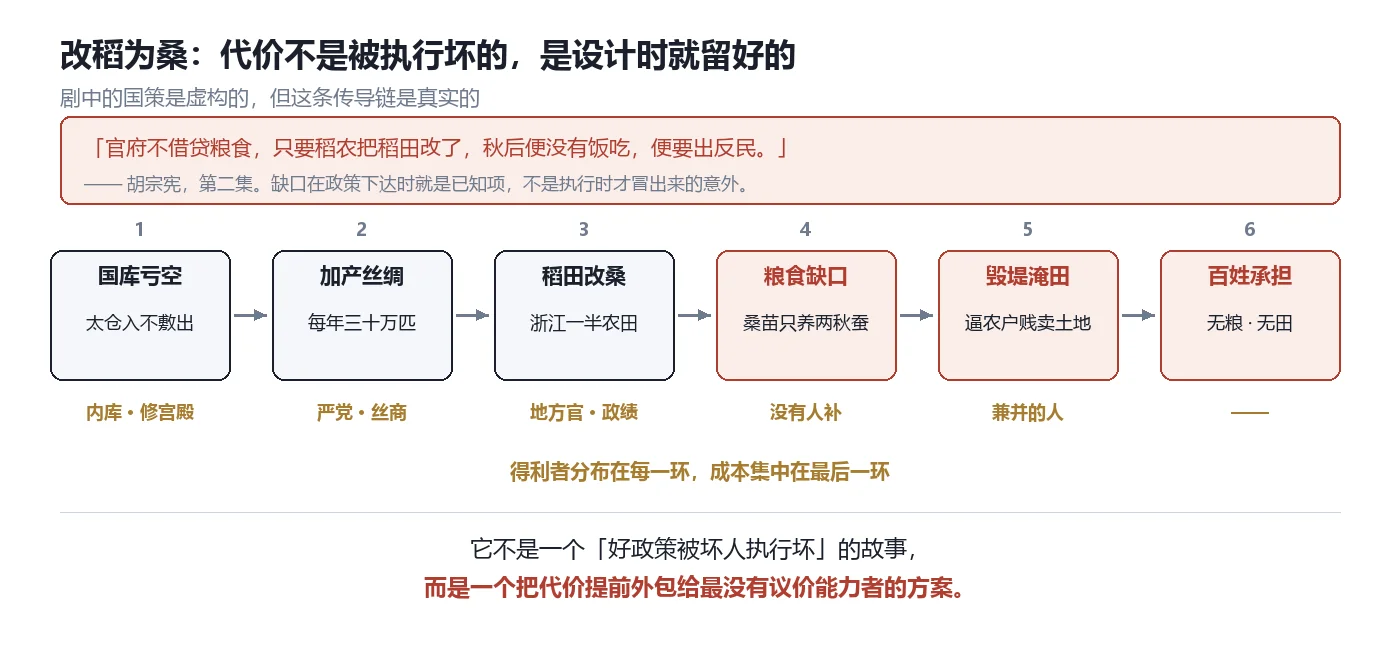 改稻为桑：代价不是被执行坏的，是设计时就留好的
剧中的国策是虚构的，但这条传导链是真实的
「官府不借贷粮食，只要稻农把稻田改了，秋后便没有饭吃，便要出反民。」
—— 胡宗宪，第二集。缺口在政策下达时就是已知项，不是执行时才冒出来的意外。
1
国库亏空
太仓入不敷出
内库·修宫殿
2
加产丝绸
每年三十万匹
严党·丝商
3
稻田改桑
浙江一半农田
地方官·政绩
4
粮食缺口
桑苗只养两秋蚕
没有人补
5
毁堤淹田
逼农户贱卖土地
兼并的人
6
百姓承担
无粮·无田
——
得利者分布在每一环，成本集中在最后一环
它不是一个「好政策被坏人执行坏」的故事，
而是一个把代价提前外包给最没有议价能力者的方案。